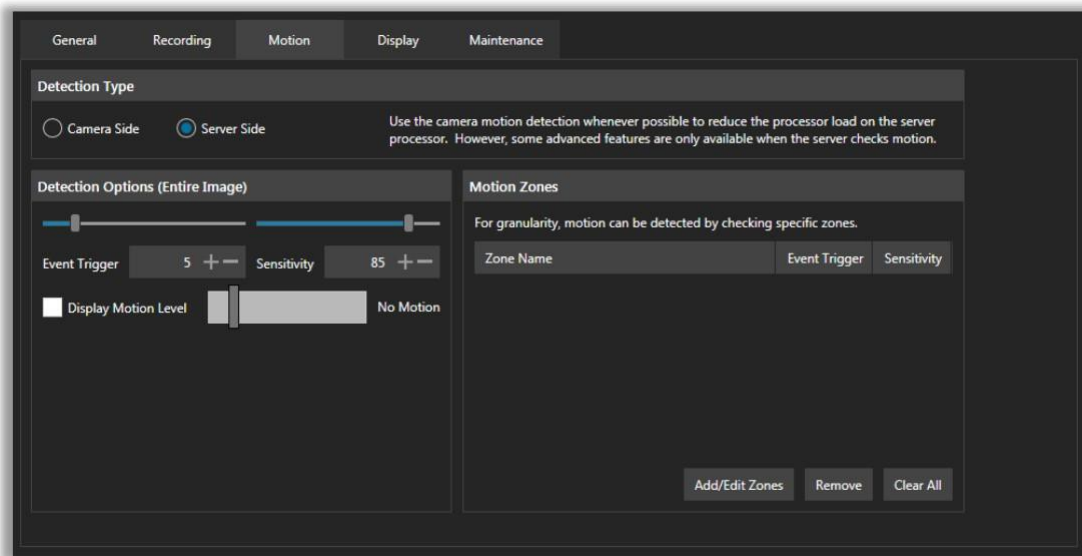 General Recording Motion Display Maintenance
Detection Type
Camera Side Server Side
Use the camera motion detection whenever possible to reduce the processor load on the server
processor. However, some advanced features are only available when the server checks motion.
Detection Options (Entire Image)
Event Trigger 5 Sensitivity 85
Display Motion Level No Motion
Motion Zones
For granularity, motion can be detected by checking specific zones.
Zone Name Event Trigger Sensitivity
Add/Edit Zones Remove Clear All